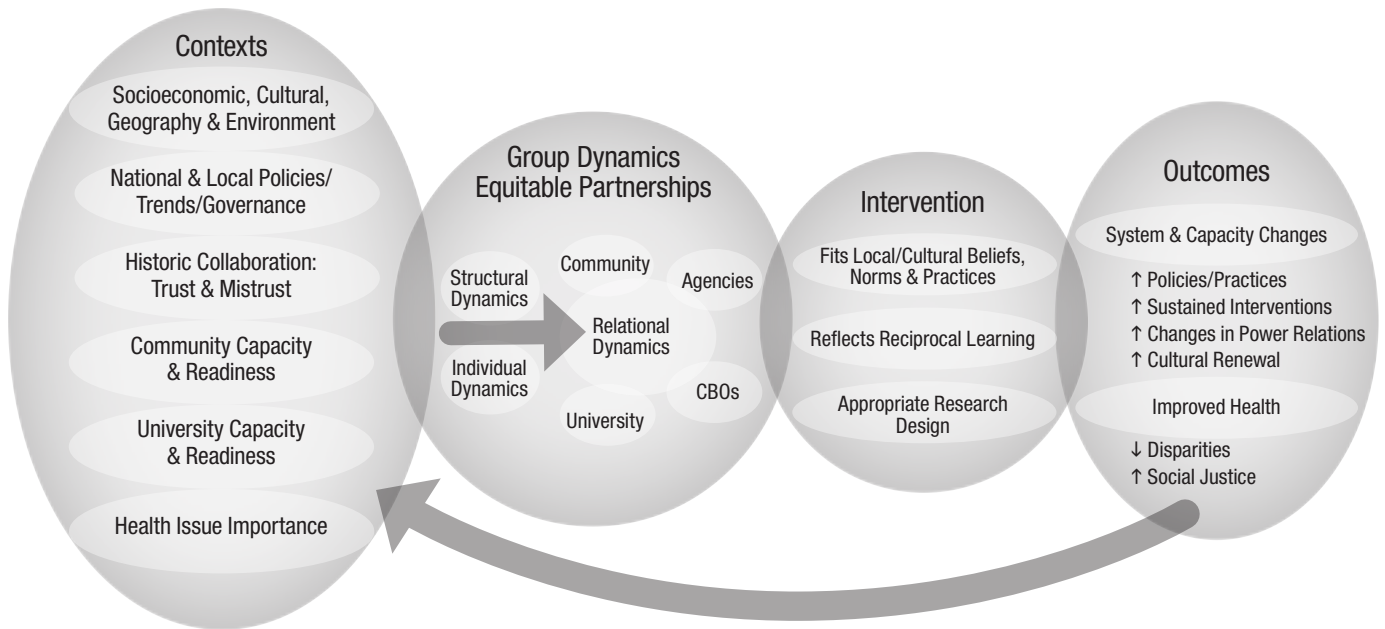 Contexts
Socioeconomic, Cultural,
Geography & Environment
National & Local Policies/
Trends/Governance
Historic Collaboration:
Trust & Mistrust
Community Capacity
& Readiness
University Capacity
& Readiness
Health Issue Importance
Group Dynamics
Equitable Partnerships
Structural
Dynamics
Individual
Dynamics
Community
Agencies
Relational
Dynamics
CBOs
University
Intervention
Fits Local/Cultural Beliefs,
Norms & Practices
Reflects Reciprocal Learning
Appropriate Research
Design
Outcomes
System & Capacity Changes
↑ Policies/Practices
↑ Sustained Interventions
↑ Changes in Power Relations
↑ Cultural Renewal
Improved Health
↓ Disparities
↑ Social Justice